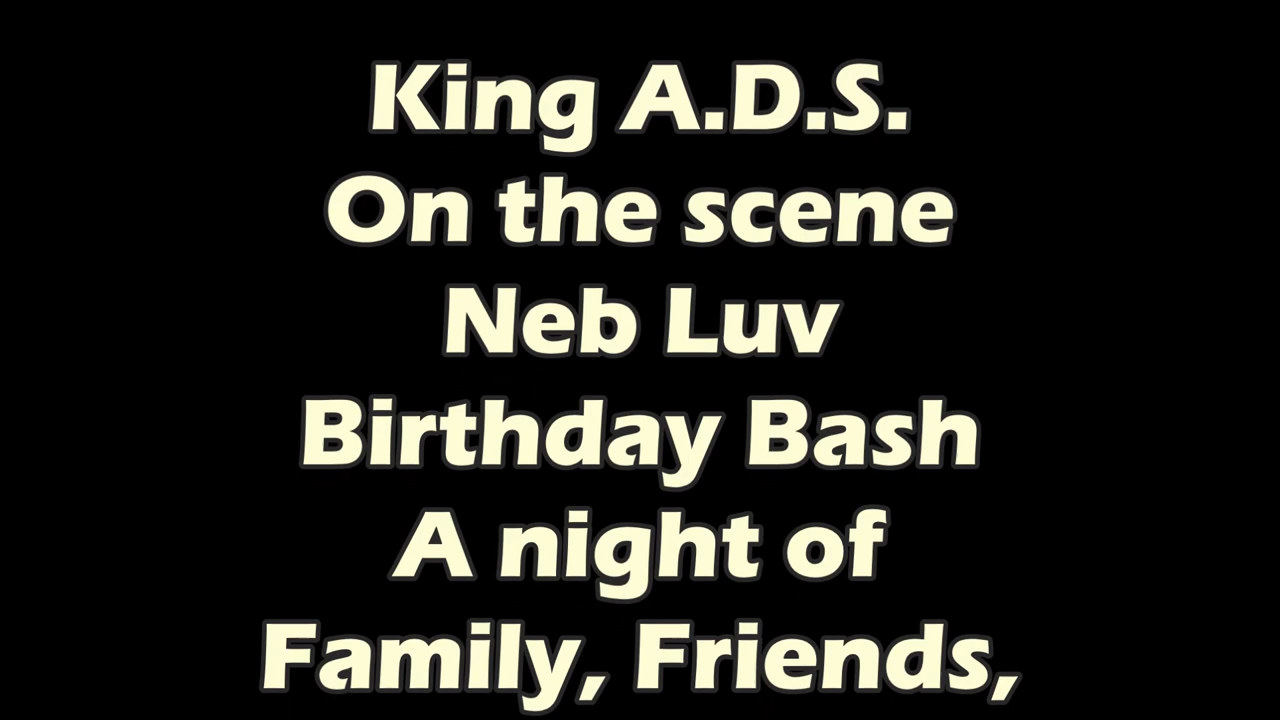 King A.D.S.
On the scene
Neb Luv
Birthday Bash
A night of
Family, Friends,